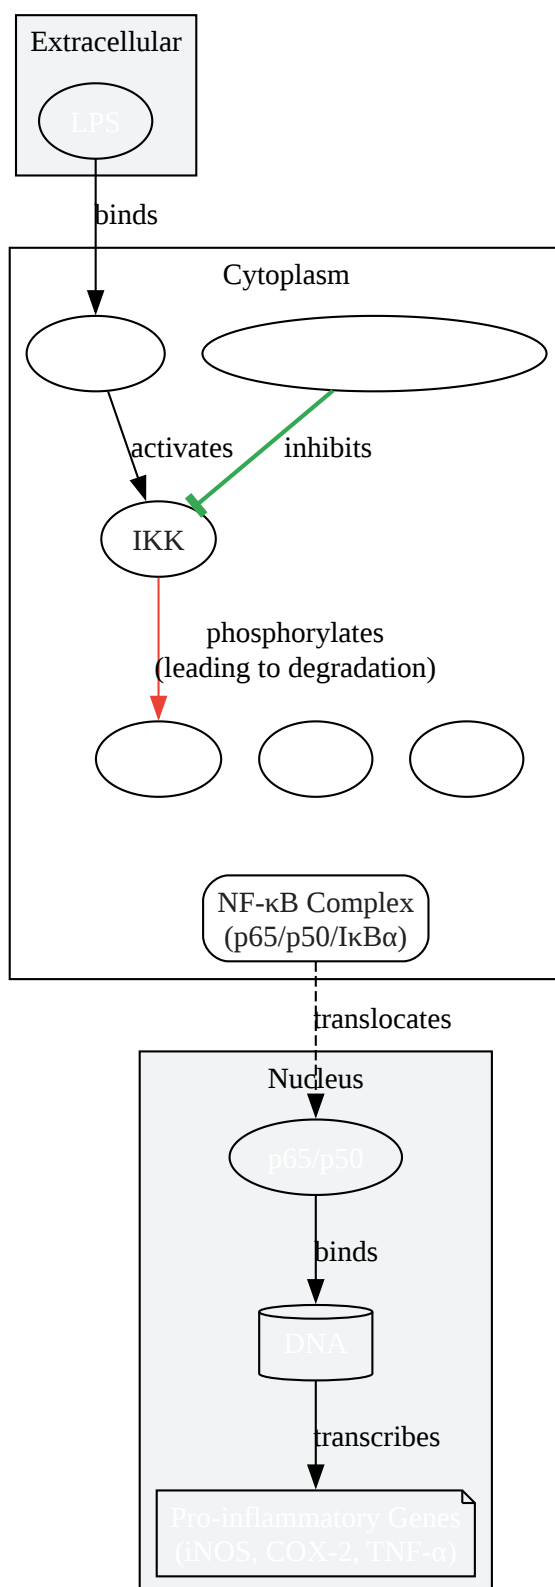 Extracellular
LPS
binds
Cytoplasm
activates
inhibits
IKK
phosphorylates
(leading to degradation)
NF-κB Complex
(p65/p50/IκBα)
translocates
Nucleus
p65/p50
binds
DNA
transcribes
Pro-inflammatory Genes
(iNOS, COX-2, TNF-α)